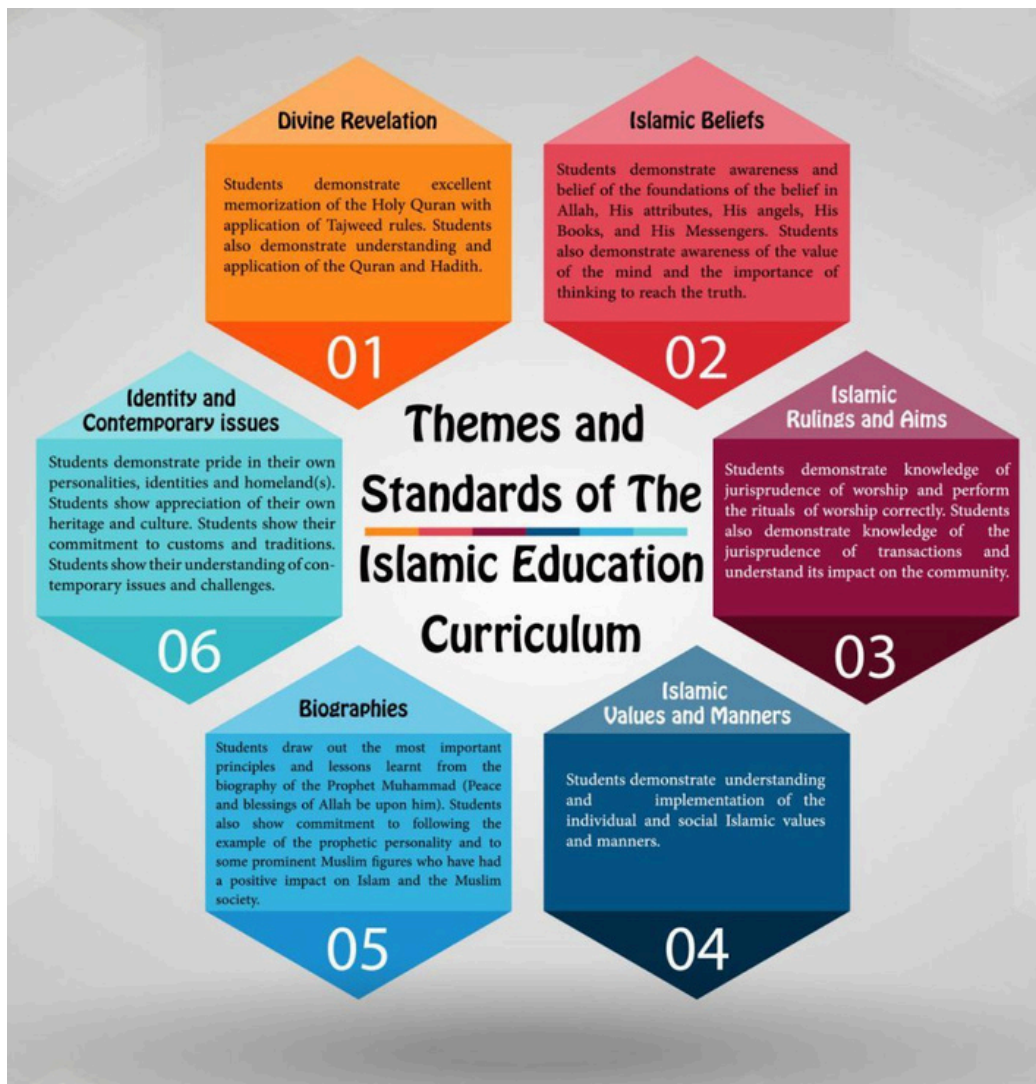 Divine Revelation
Students demonstrate excellent
memorization of the Holy Quran with
application of Tajweed rules. Students
also demonstrate understanding and
application of the Quran and Hadith.
01
Islamic Beliefs
Students demonstrate awareness and
belief of the foundations of the belief in
Allah, His attributes, His angels, His
Books, and His Messengers. Students
also demonstrate awareness of the value
of the mind and the importance of
thinking to reach the truth.
02
Themes and
Standards of The
Islamic Education
Curriculum
Islamic
Rulings and Aims
Students demonstrate knowledge of
jurisprudence of worship and perform
the rituals of worship correctly. Students
also demonstrate knowledge of the
jurisprudence of transactions and
understand its impact on the community.
03
Islamic
Values and Manners
Students demonstrate understanding
and implementation of the
individual and social Islamic values
and manners.
04
Biographies
Students draw out the most important
principles and lessons learnt from the
biography of the Prophet Muhammad (Peace
and blessings of Allah be upon him). Students
also show commitment to following the
example of the prophetic personality and to
some prominent Muslim figures who have had
a positive impact on Islam and the Muslim
society.
05
Identity and
Contemporary issues
Students demonstrate pride in their own
personalities, identities and homeland(s).
Students show appreciation of their own
heritage and culture. Students show their
commitment to customs and traditions.
Students show their understanding of con-
temporary issues and challenges.
06